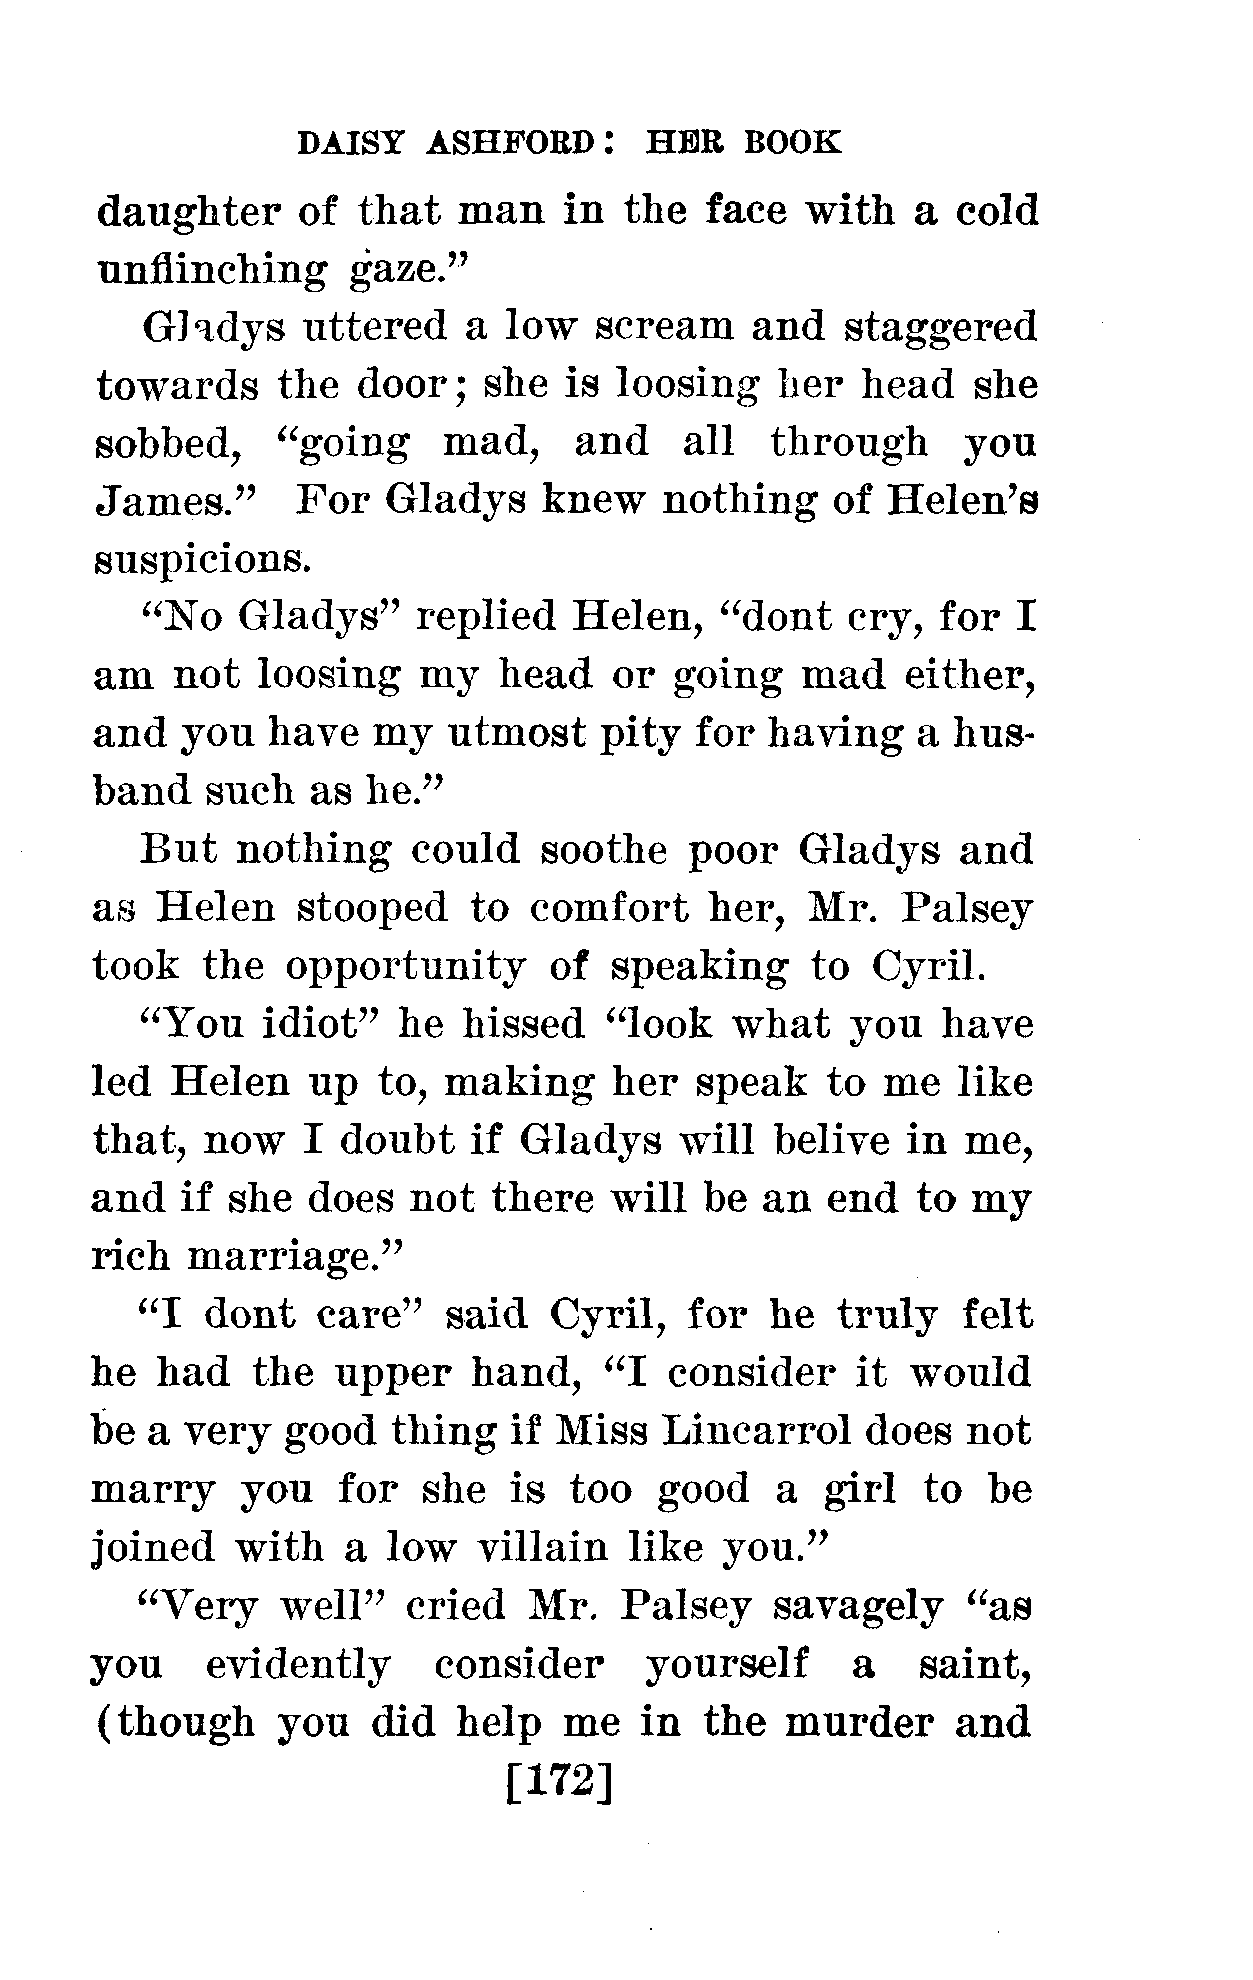 DAISY ASHFORD: HER BOOK
daughter of that man in the face with a cold
unflinching gaze.”
Gladys uttered a low scream and staggered
towards the door; she is loosing her head she
sobbed, “going mad, and all through you
James.” For Gladys knew nothing of Helen’s
suspicions.
“No Gladys” replied Helen, “dont cry, for I
am not loosing my head or going mad either,
and you have my utmost pity for having a hus-
band such as he.”
But nothing could soothe poor Gladys and
as Helen stooped to comfort her, Mr. Palsey
took the opportunity of speaking to Cyril.
“You idiot” he hissed “look what you have
led Helen up to, making her speak to me like
that, now I doubt if Gladys will belive in me,
and if she does not there will be an end to my
rich marriage.”
“I dont care” said Cyril, for he truly felt
he had the upper hand, “I consider it would
be a very good thing if Miss Lincarrol does not
marry you for she is too good a girl to be
joined with a low villain like you.”
“Very well” cried Mr. Palsey savagely “as
you evidently consider yourself a saint,
(though you did help me in the murder and
[172]